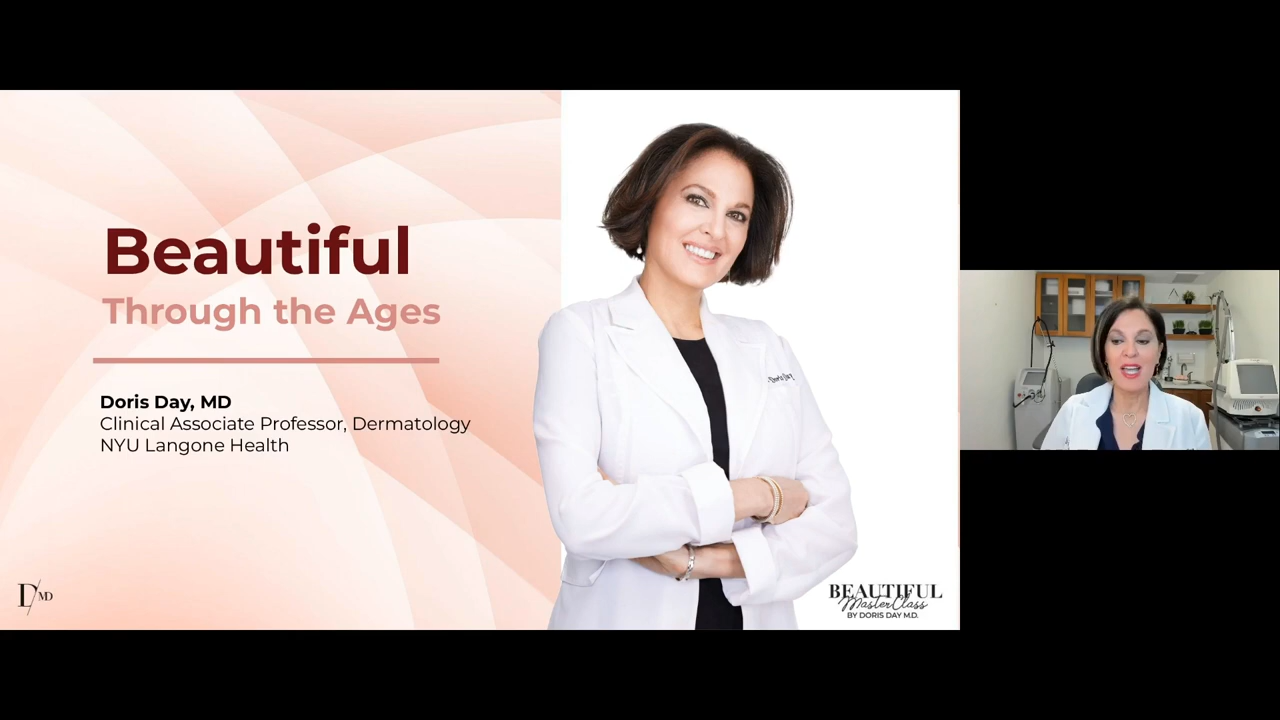 Beautiful
Through the Ages
Doris Day, MD
Clinical Associate Professor, Dermatology
NYU Langone Health
D/MD
BEAUTIFUL
MasterClass
BY DORIS DAY M.D.